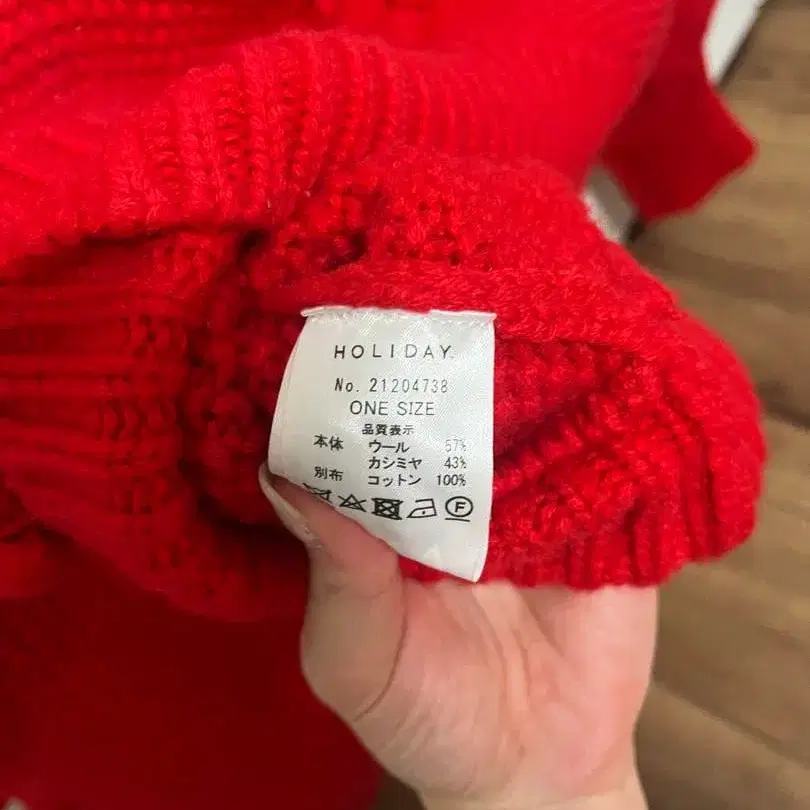 HOLIDAY.
No. 21204738
ONE SIZE
品質表示
本体 ウール 57%
カシミヤ 43%
別布 コットン 100%
F